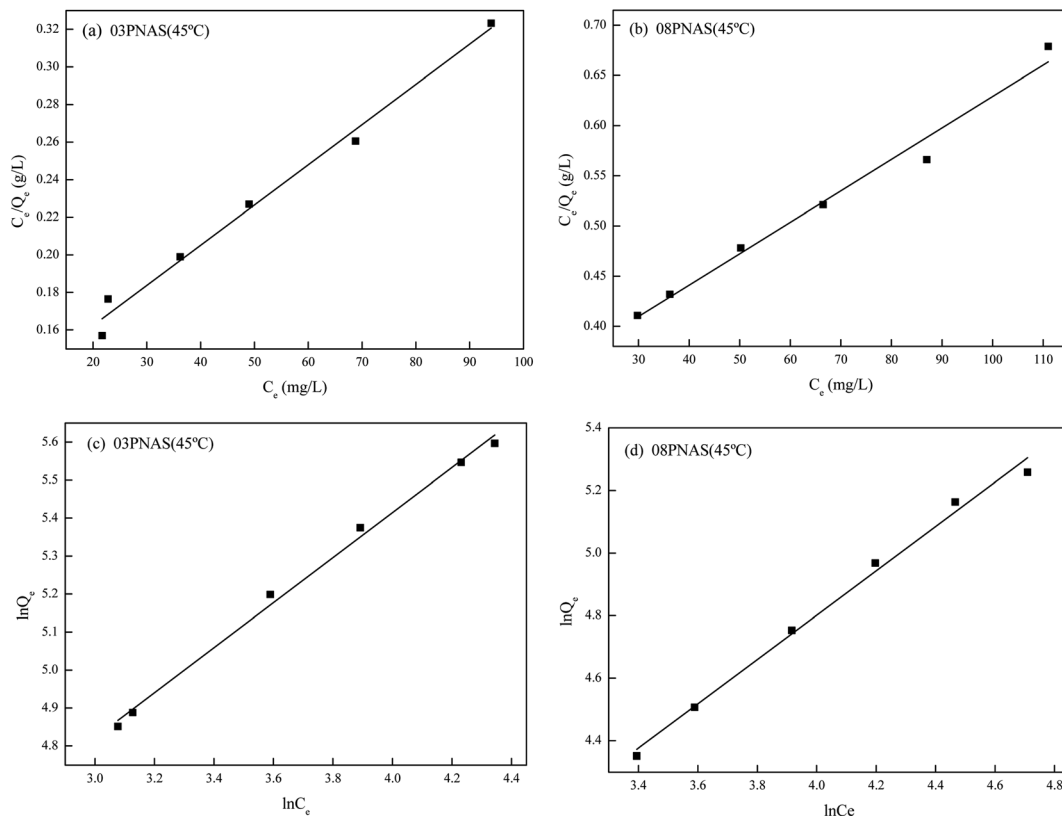 (a) 03PNAS(45ºC)
0.32
0.30
0.28
0.26
0.24
0.22
0.20
0.18
0.16
20 30 40 50 60 70 80 90 100
Cₑ/Qₑ (g/L)
Cₑ (mg/L)
(b) 08PNAS(45ºC)
0.70
0.65
0.60
0.55
0.50
0.45
0.40
30 40 50 60 70 80 90 100 110
Cₑ/Qₑ (g/L)
Cₑ (mg/L)
(c) 03PNAS(45ºC)
5.6
5.5
5.4
5.3
5.2
5.1
5.0
4.9
4.8
3.0 3.2 3.4 3.6 3.8 4.0 4.2 4.4
lnQₑ
lnCₑ
(d) 08PNAS(45ºC)
5.4
5.2
5.0
4.8
4.6
4.4
3.4 3.6 3.8 4.0 4.2 4.4 4.6 4.8
lnQₑ
lnCe